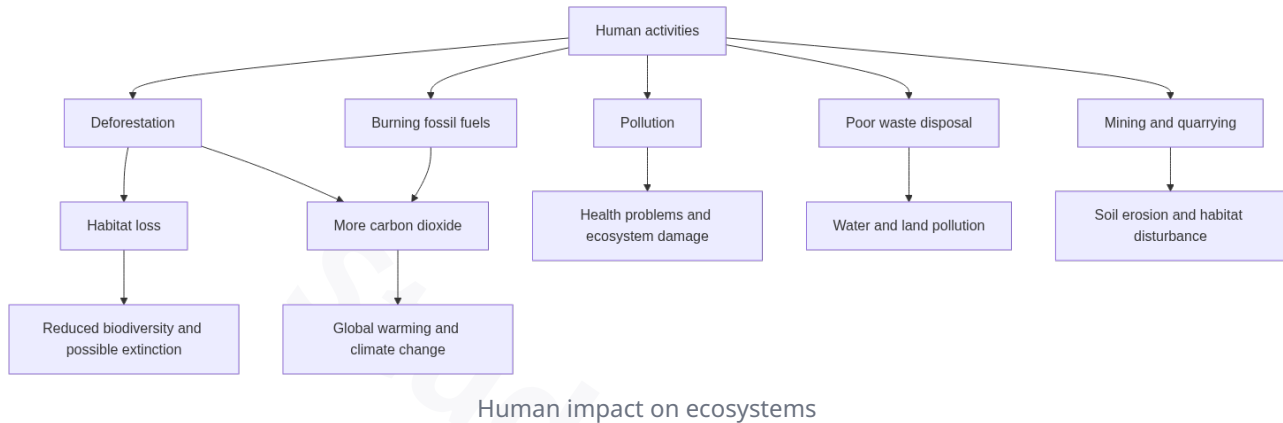 Human activities
Deforestation
Burning fossil fuels
Pollution
Poor waste disposal
Mining and quarrying
Habitat loss
More carbon dioxide
Health problems and
ecosystem damage
Water and land pollution
Soil erosion and habitat
disturbance
Reduced biodiversity and
possible extinction
Global warming and
climate change
Human impact on ecosystems